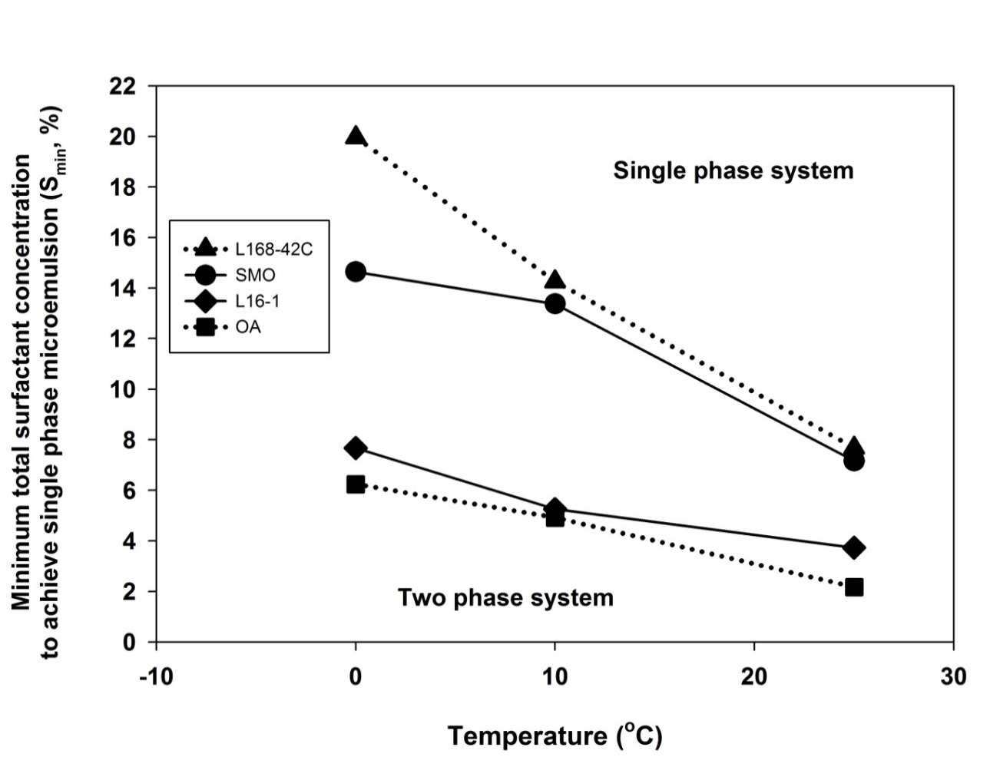 Minimum total surfactant concentration
to achieve single phase microemulsion (Smin, %)
22
20
18
16
14
12
10
8
6
4
2
0
Single phase system
L168-42C
SMO
L16-1
OA
Two phase system
-10 0 10 20 30
Temperature (oC)